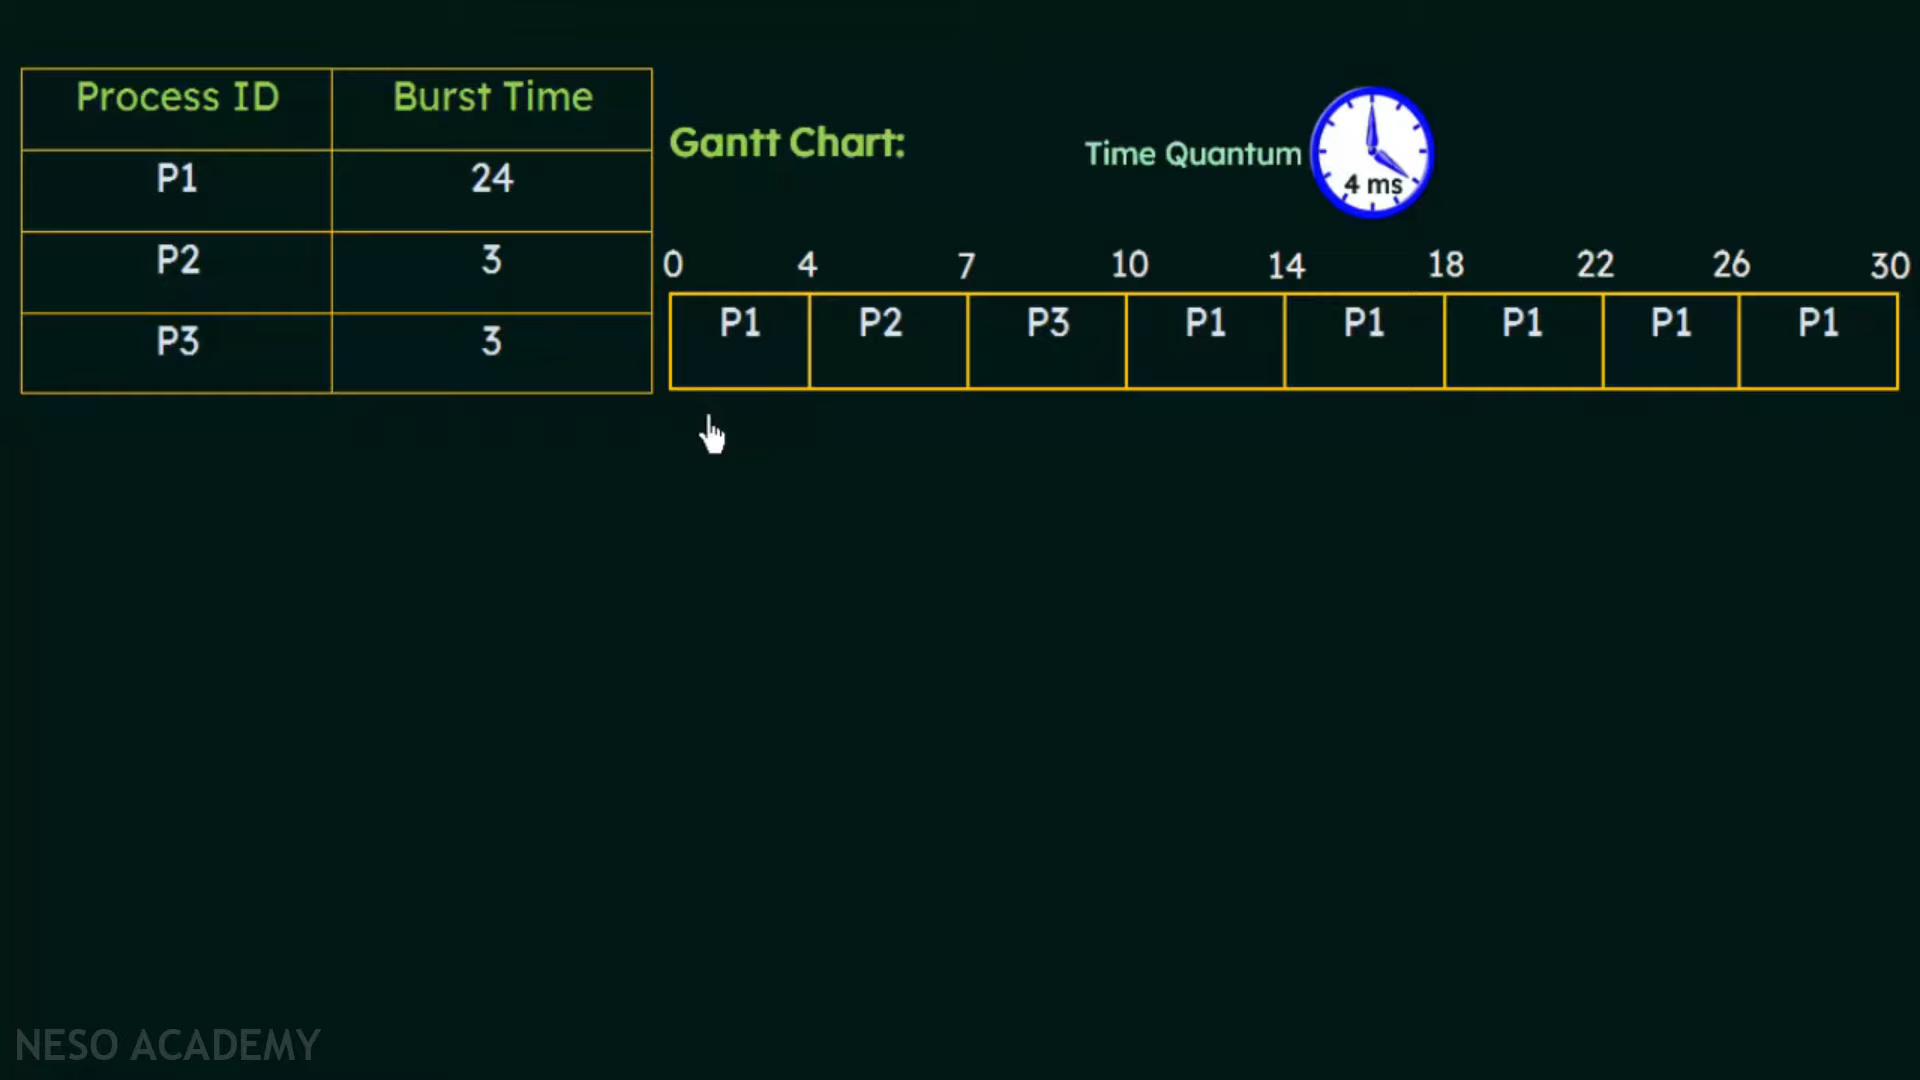 Process ID Burst Time
P1 24
P2 3
P3 3
Gantt Chart:
Time Quantum
4 ms
0 4 7 10 14 18 22 26 30
P1 P2 P3 P1 P1 P1 P1 P1
NESO ACADEMY